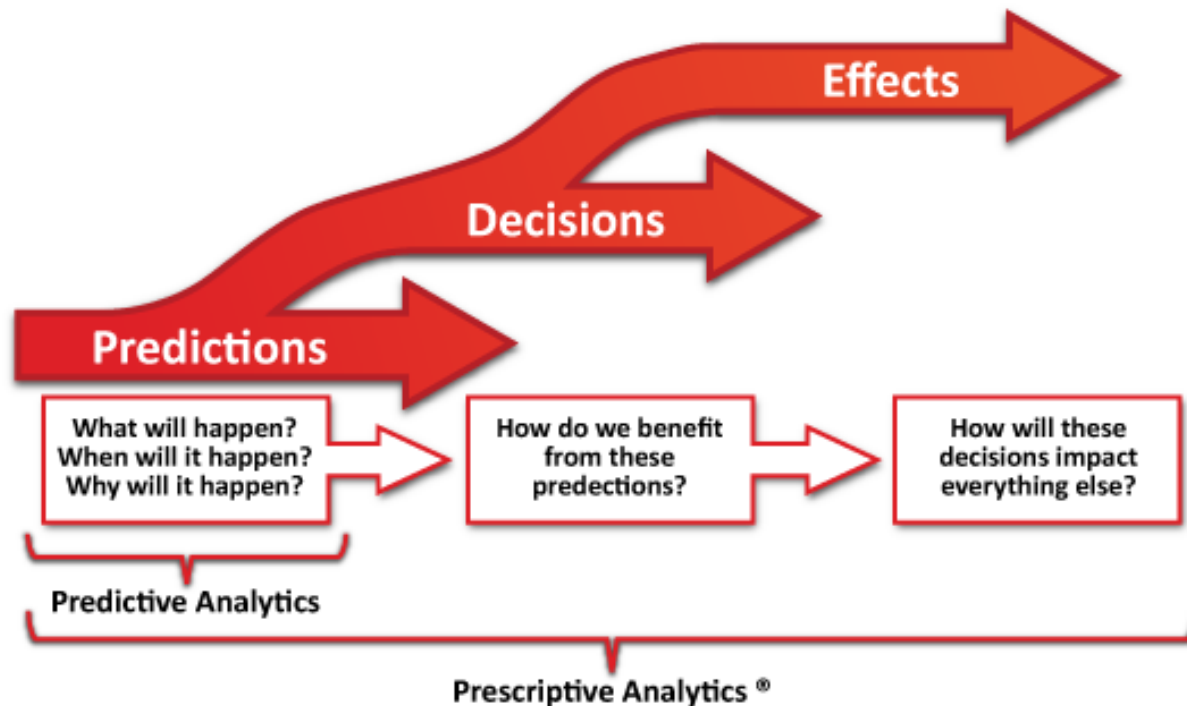 Effects
Decisions
Predictions
What will happen?
When will it happen?
Why will it happen?
How do we benefit
from these
predections?
How will these
decisions impact
everything else?
Predictive Analytics
Prescriptive Analytics ®